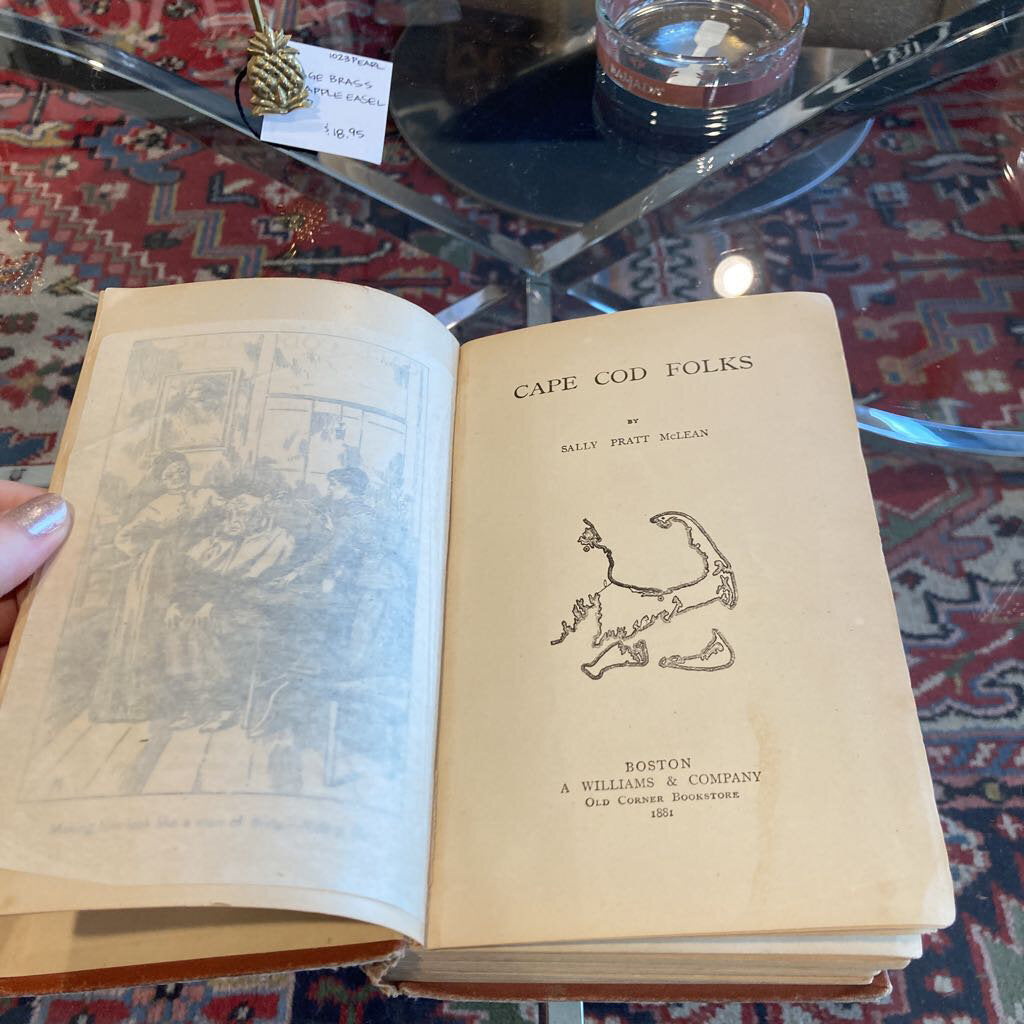 1023 PEARL
GE BRASS
APPLE EASEL
$18.95
CAPE COD FOLKS
BY
SALLY PRATT McLEAN
BOSTON
A WILLIAMS & COMPANY
OLD CORNER BOOKSTORE
1881